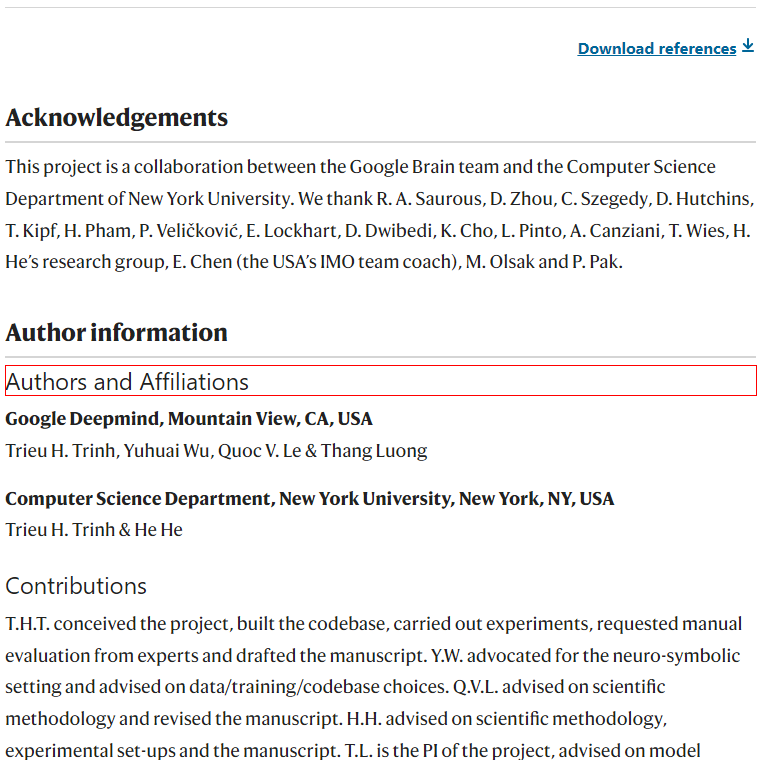 Download references
Acknowledgements
This project is a collaboration between the Google Brain team and the Computer Science
Department of New York University. We thank R. A. Saurous, D. Zhou, C. Szegedy, D. Hutchins,
T. Kipf, H. Pham, P. Veličković, E. Lockhart, D. Dwibedi, K. Cho, L. Pinto, A. Canziani, T. Wies, H.
He’s research group, E. Chen (the USA’s IMO team coach), M. Olsak and P. Pak.
Author information
Authors and Affiliations
Google Deepmind, Mountain View, CA, USA
Trieu H. Trinh, Yuhuai Wu, Quoc V. Le & Thang Luong
Computer Science Department, New York University, New York, NY, USA
Trieu H. Trinh & He He
Contributions
T.H.T. conceived the project, built the codebase, carried out experiments, requested manual
evaluation from experts and drafted the manuscript. Y.W. advocated for the neuro-symbolic
setting and advised on data/training/codebase choices. Q.V.L. advised on scientific
methodology and revised the manuscript. H.H. advised on scientific methodology,
experimental set-ups and the manuscript. T.L. is the PI of the project, advised on model